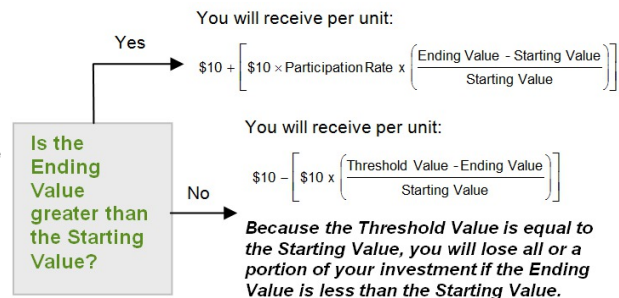 You will receive per unit:
Yes
$10 + [ $10 × Participation Rate x ( Ending Value - Starting Value
Starting Value ) ]
Is the
Ending
Value
greater than
the Starting
Value?
You will receive per unit:
No
$10 – [ $10 x ( Threshold Value - Ending Value
Starting Value ) ]
Because the Threshold Value is equal to
the Starting Value, you will lose all or a
portion of your investment if the Ending
Value is less than the Starting Value.